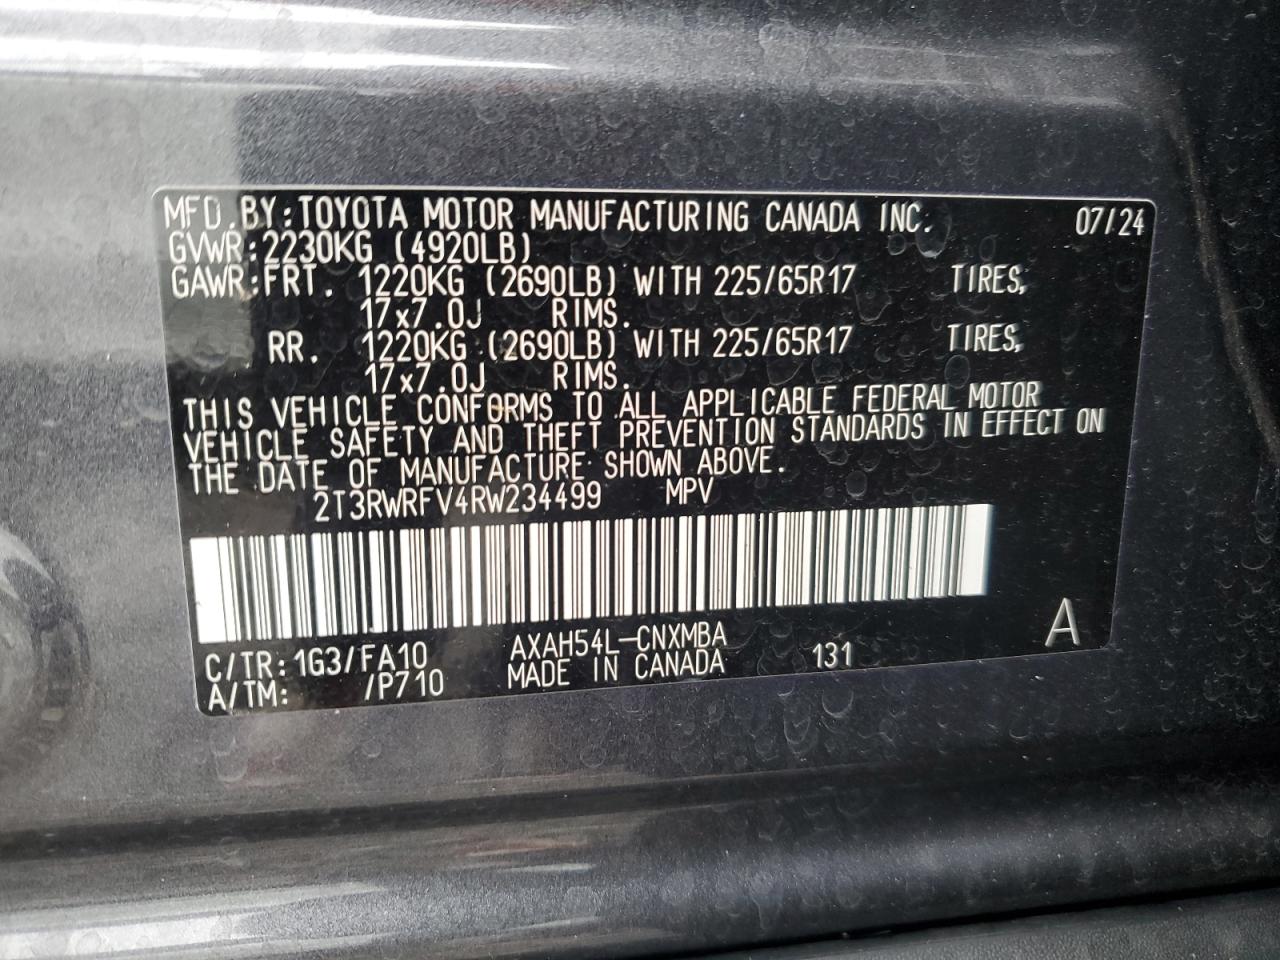 MFD.BY:TOYOTA MOTOR MANUFACTURING CANADA INC. 07/24
GVWR:2230KG (4920LB)
GAWR:FRT. 1220KG (2690LB) WITH 225/65R17 TIRES,
17x7.0J RIMS.
RR. 1220KG (2690LB) WITH 225/65R17 TIRES,
17x7.0J RIMS.
THIS VEHICLE CONFORMS TO ALL APPLICABLE FEDERAL MOTOR
VEHICLE SAFETY AND THEFT PREVENTION STANDARDS IN EFFECT ON
THE DATE OF MANUFACTURE SHOWN ABOVE.
2T3RWRFV4RW234499 MPV
C/TR:1G3/FA10 AXAH54L-CNXMBA 131 A
A/TM: /P710 MADE IN CANADA